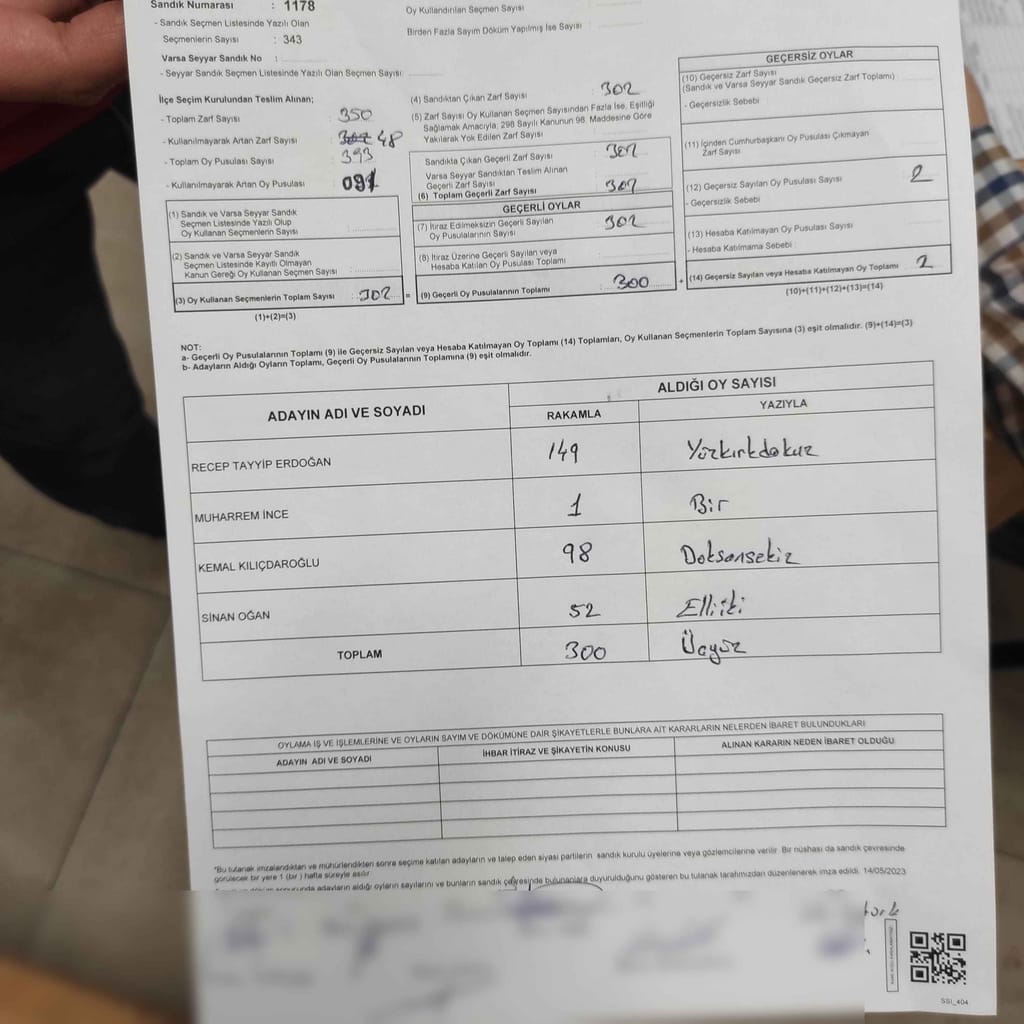 Sandık Numarası : 1178
- Sandık Seçmen Listesinde Yazılı Olan
Seçmenlerin Sayısı : 343
Varsa Seyyar Sandık No :
- Seyyar Sandık Seçmen Listesinde Yazılı Olan Seçmen Sayısı:
Oy Kullandırılan Seçmen Sayısı
Birden Fazla Sayım Döküm Yapılmış İse Sayısı
İlçe Seçim Kurulundan Teslim Alınan;
- Toplam Zarf Sayısı : 350
- Kullanılmayarak Artan Zarf Sayısı : 48
- Toplam Oy Pusulası Sayısı : 393
- Kullanılmayarak Artan Oy Pusulası : 091
(1) Sandık ve Varsa Seyyar Sandık
Seçmen Listesinde Yazılı Olup
Oy Kullanan Seçmenlerin Sayısı :
(2) Sandık ve Varsa Seyyar Sandık
Seçmen Listesinde Kayıtlı Olmayan
Kanun Gereği Oy Kullanan Seçmen Sayısı :
(3) Oy Kullanan Seçmenlerin Toplam Sayısı : 302 =
(1)+(2)=(3)
(4) Sandıktan Çıkan Zarf Sayısı : 302
(5) Zarf Sayısı Oy Kullanan Seçmen Sayısından Fazla İse, Eşitliği
Sağlamak Amacıyla, 298 Sayılı Kanunun 98. Maddesine Göre
Yakılarak Yok Edilen Zarf Sayısı :
Sandıkta Çıkan Geçerli Zarf Sayısı : 302
Varsa Seyyar Sandıktan Teslim Alınan
Geçerli Zarf Sayısı :
(6) Toplam Geçerli Zarf Sayısı : 302
GEÇERLİ OYLAR
(7) İtiraz Edilmeksizin Geçerli Sayılan
Oy Pusulalarının Sayısı : 302
(8) İtiraz Üzerine Geçerli Sayılan veya
Hesaba Katılan Oy Pusulası Toplamı :
(9) Geçerli Oy Pusulalarının Toplamı : 300 +
GEÇERSİZ OYLAR
(10) Geçersiz Zarf Sayısı
(Sandık ve Varsa Seyyar Sandık Geçersiz Zarf Toplamı) :
- Geçersizlik Sebebi
(11) İçinden Cumhurbaşkanı Oy Pusulası Çıkmayan
Zarf Sayısı :
(12) Geçersiz Sayılan Oy Pusulası Sayısı : 2
- Geçersizlik Sebebi
(13) Hesaba Katılmayan Oy Pusulası Sayısı
- Hesaba Katılmama Sebebi :
(14) Geçersiz Sayılan veya Hesaba Katılmayan Oy Toplamı : 2
(10)+(11)+(12)+(13)=(14)
NOT:
a- Geçerli Oy Pusulalarının Toplamı (9) ile Geçersiz Sayılan veya Hesaba Katılmayan Oy Toplamı (14) Toplamları, Oy Kullanan Seçmenlerin Toplam Sayısına (3) eşit olmalıdır. (9)+(14)=(3)
b- Adayların Aldığı Oyların Toplamı, Geçerli Oy Pusulalarının Toplamına (9) eşit olmalıdır.
ADAYIN ADI VE SOYADI ALDIĞI OY SAYISI
RAKAMLA YAZIYLA
RECEP TAYYİP ERDOĞAN 149 Yüzkırkdokuz
MUHARREM İNCE 1 Bir
KEMAL KILIÇDAROĞLU 98 Doksansekiz
SİNAN OĞAN 52 Elliiki
TOPLAM 300 Üçyüz
OYLAMA İŞ VE İŞLEMLERİNE VE OYLARIN SAYIM VE DÖKÜMÜNE DAİR ŞİKAYETLERLE BUNLARA AİT KARARLARIN NELERDEN İBARET BULUNDUKLARI
ADAYIN ADI VE SOYADI İHBAR İTİRAZ VE ŞİKAYETİN KONUSU ALINAN KARARIN NEDEN İBARET OLDUĞU
*Bu tutanak imzalandıktan ve mühürlendikten sonra seçime katılan adayların ve talep eden siyasi partilerin sandık kurulu üyelerine veya gözlemcilerine verilir. Bir nüshası da sandık çevresinde
görülecek bir yere 1 (bir) hafta süreyle asılır.
sonucunda adayların aldığı oyların sayılarını ve bunların sandık çevresinde bulunanlara duyurulduğunu gösteren bu tutanak tarafımızdan düzenlenerek imza edildi. 14/05/2023
SSI_404